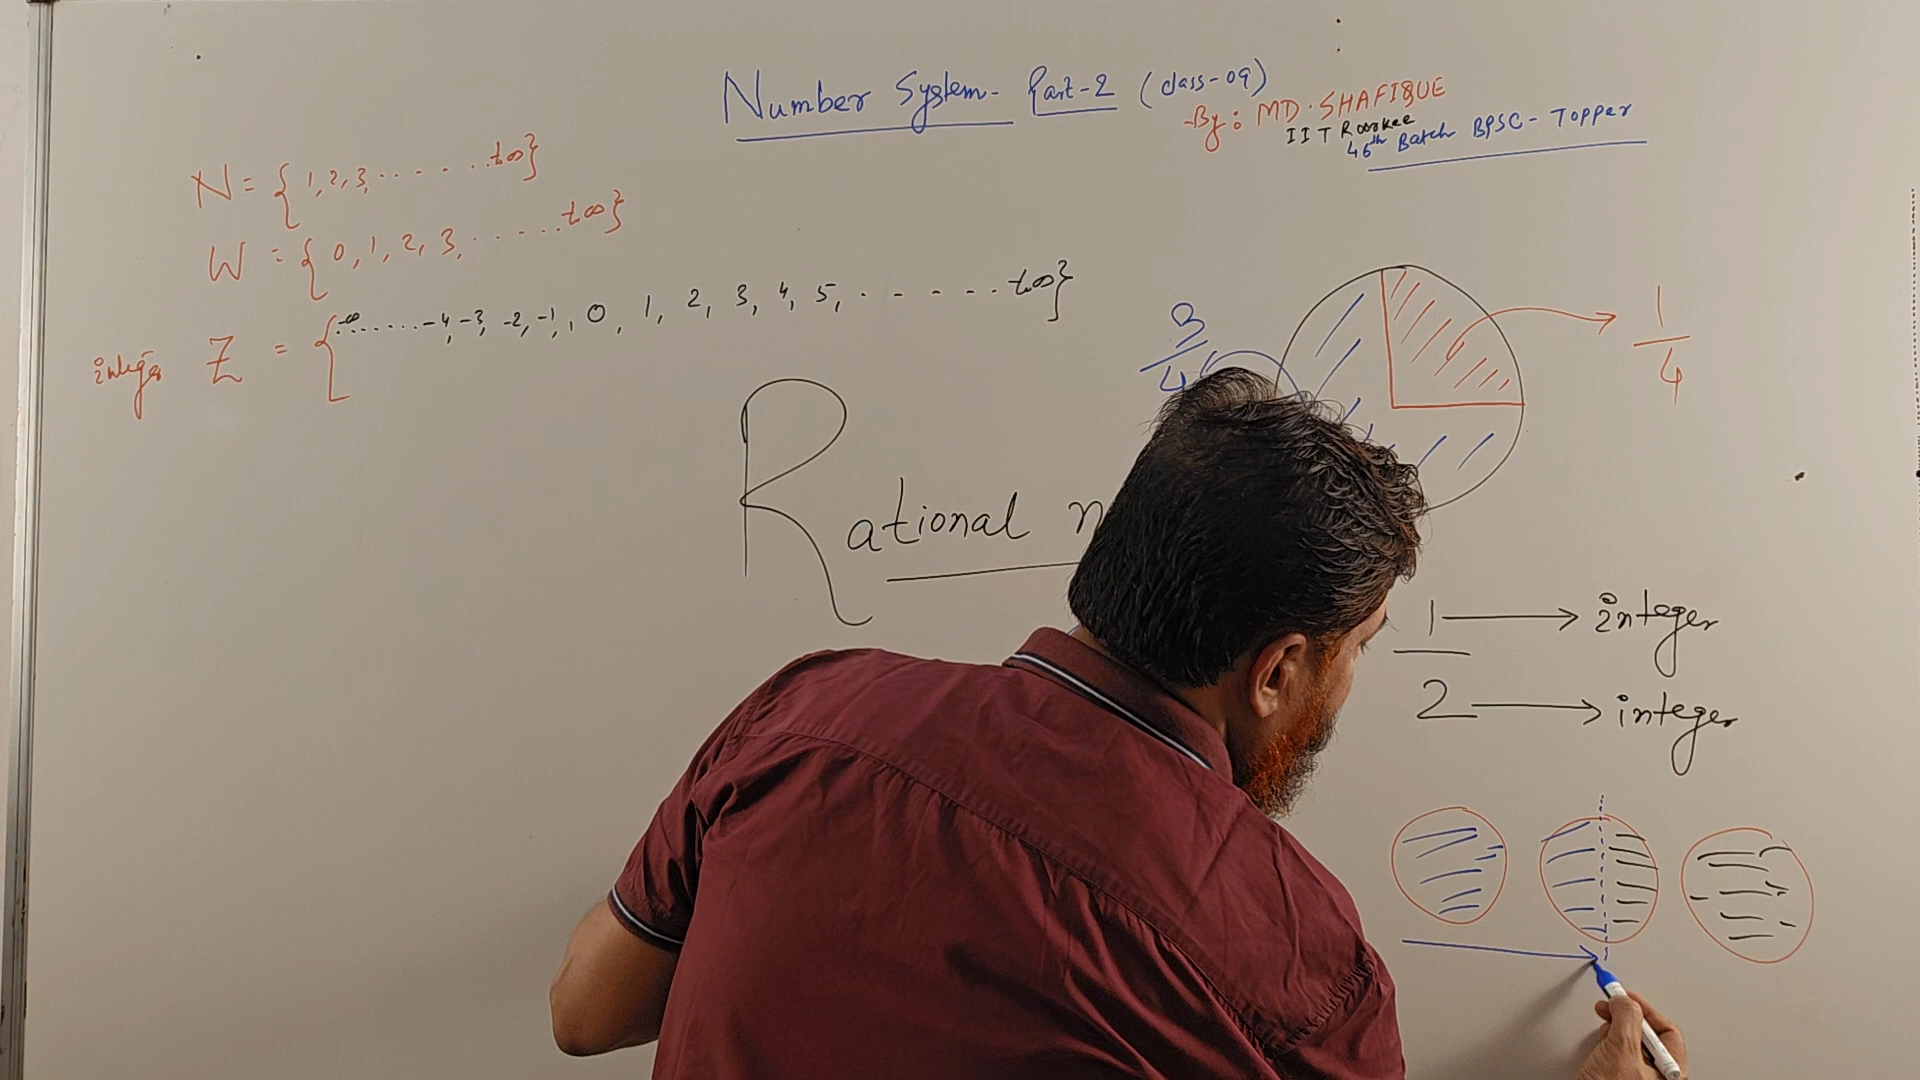 Number System- Part-2 (class-09)
By: MD. SHAFIQUE
IIT Roorkee
46th Batch BPSC - Topper
N = { 1, 2, 3, ...... to ∞}
W = { 0, 1, 2, 3, ...... to ∞}
integer Z = { -∞ ....... -4, -3, -2, -1, , 0, 1, 2, 3, 4, 5, ...... to ∞}
3/4
1/4
Rational
1 → integer
2 → integer